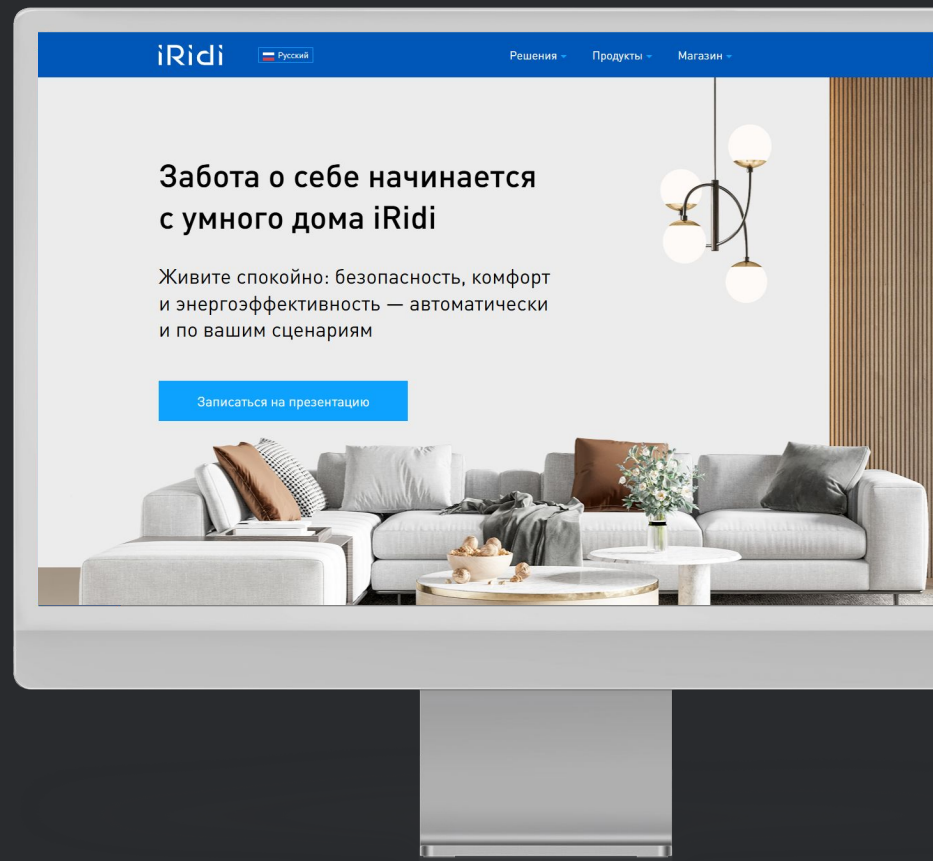 iRidi
Русский
Решения
Продукты
Магазин
Забота о себе начинается
с умного дома iRidi
Живите спокойно: безопасность, комфорт
и энергоэффективность — автоматически
и по вашим сценариям
Записаться на презентацию